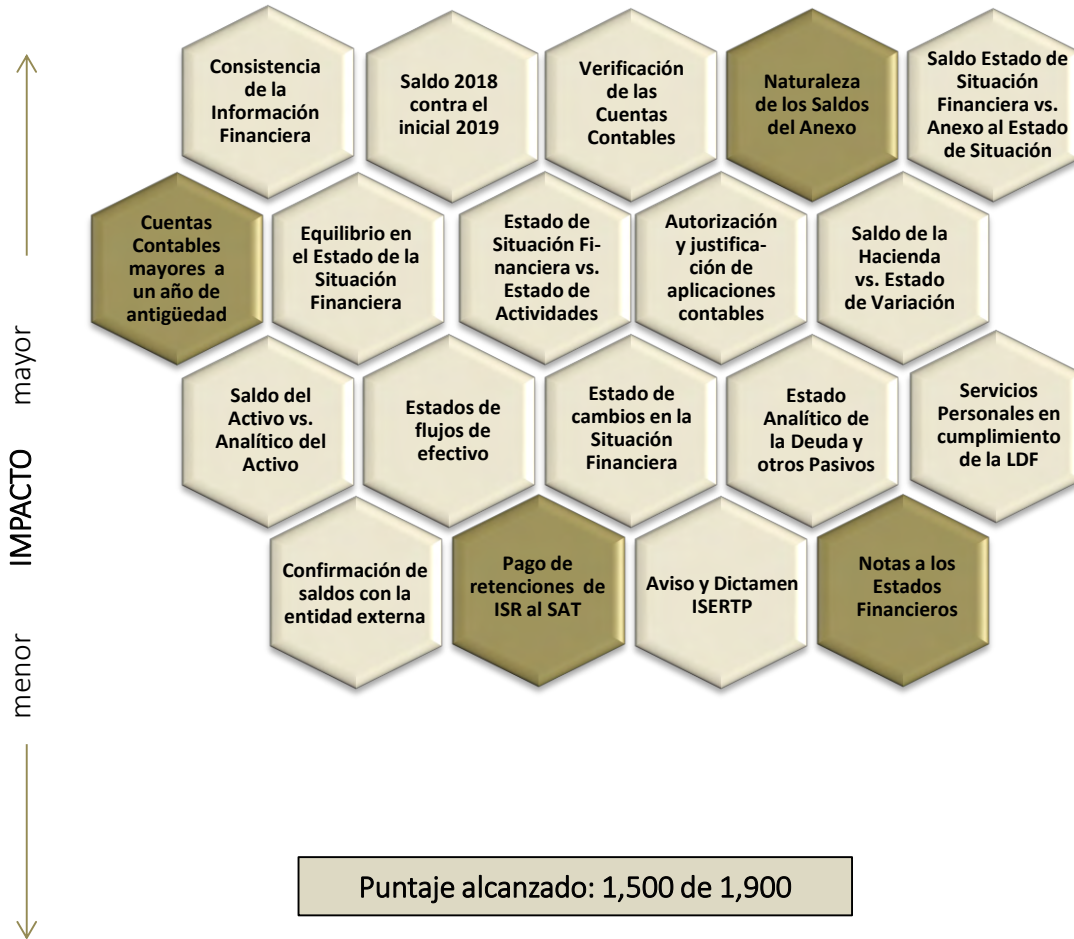 Consistencia
de la
Información
Financiera
Saldo 2018
contra el
inicial 2019
Verificación
de las
Cuentas
Contables
Naturaleza
de los Saldos
del Anexo
Saldo Estado de
Situación
Financiera vs.
Anexo al Estado
de Situación
Cuentas
Contables
mayores a
un año de
antigüedad
Equilibrio en
el Estado de la
Situación
Financiera
Estado de
Situación Fi-
nanciera vs.
Estado de
Actividades
Autorización
y justifica-
ción de
aplicaciones
contables
Saldo de la
Hacienda
vs. Estado
de Variación
Saldo del
Activo vs.
Analítico del
Activo
Estados de
flujos de
efectivo
Estado de
cambios en la
Situación
Financiera
Estado
Analítico de
la Deuda y
otros Pasivos
Servicios
Personales en
cumplimiento
de la LDF
Confirmación de
saldos con la
entidad externa
Pago de
retenciones de
ISR al SAT
Aviso y Dictamen
ISERTP
Notas a los
Estados
Financieros
menor IMPACTO mayor
Puntaje alcanzado: 1,500 de 1,900